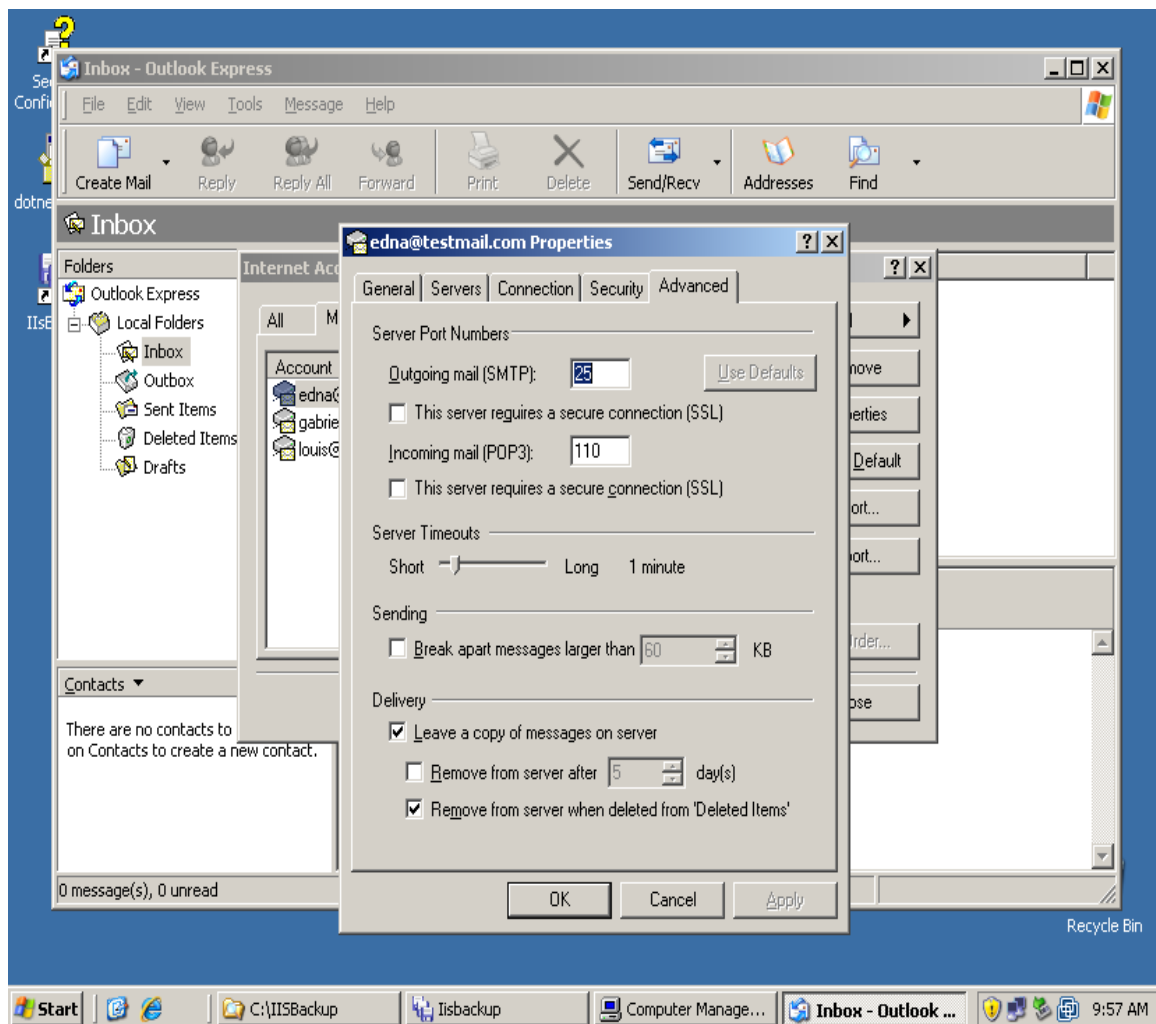 Inbox - Outlook Express
File Edit View Tools Message Help
Create Mail Reply Reply All Forward Print Delete Send/Recv Addresses Find
Inbox
Folders
Outlook Express
Local Folders
Inbox
Outbox
Sent Items
Deleted Items
Drafts
Contacts
There are no contacts to
on Contacts to create a new contact.
0 message(s), 0 unread
All
Account
edna@testmail.com Properties
General Servers Connection Security Advanced
Server Port Numbers
Outgoing mail (SMTP): 25 Use Defaults
This server requires a secure connection (SSL)
Incoming mail (POP3): 110
This server requires a secure connection (SSL)
Server Timeouts
Short Long 1 minute
Sending
Break apart messages larger than 60 KB
Delivery
Leave a copy of messages on server
Remove from server after 5 day(s)
Remove from server when deleted from 'Deleted Items'
OK Cancel Apply
Default
Recycle Bin
Start C:\IISBackup Iisbackup Computer Manage... Inbox - Outlook ... 9:57 AM